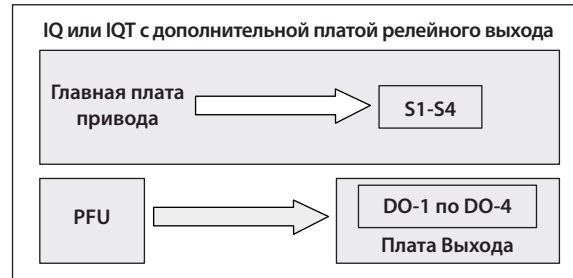 IQ или IQT с дополнительной платой релейного выхода
Главная плата
привода
S1-S4
PFU
DO-1 по DO-4
Плата Выхода